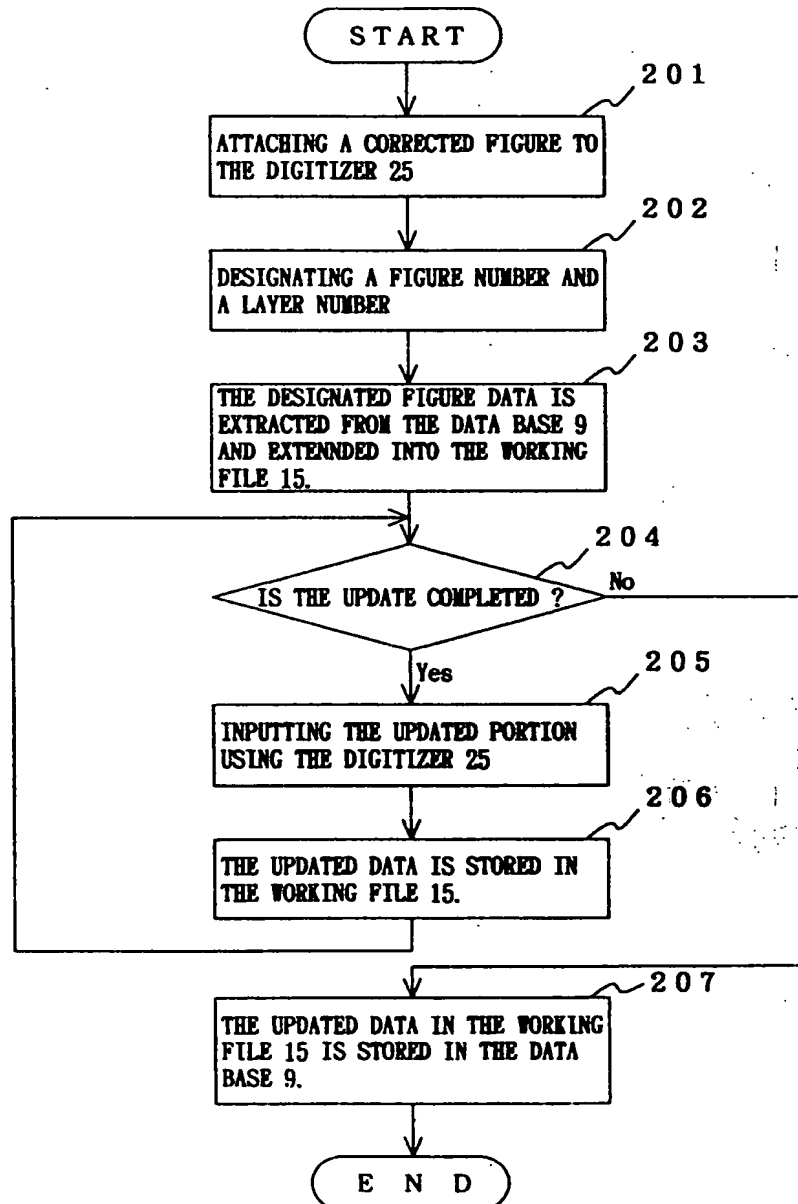 START
201
ATTACHING A CORRECTED FIGURE TO
THE DIGITIZER 25
202
DESIGNATING A FIGURE NUMBER AND
A LAYER NUMBER
203
THE DESIGNATED FIGURE DATA IS
EXTRACTED FROM THE DATA BASE 9
AND EXTENNDED INTO THE WORKING
FILE 15.
204
IS THE UPDATE COMPLETED ?
No
Yes
205
INPUTTING THE UPDATED PORTION
USING THE DIGITIZER 25
206
THE UPDATED DATA IS STORED IN
THE WORKING FILE 15.
207
THE UPDATED DATA IN THE WORKING
FILE 15 IS STORED IN THE DATA
BASE 9.
END